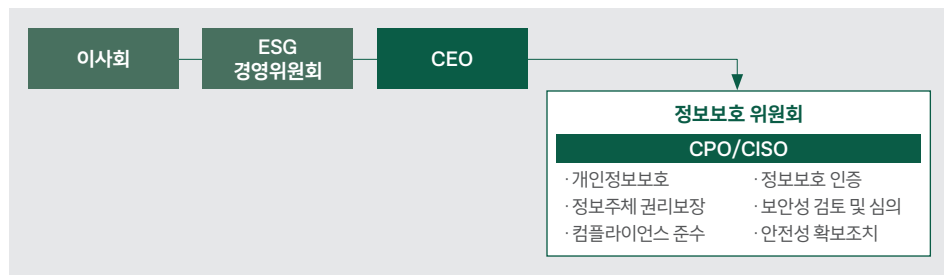 이사회
ESG
경영위원회
CEO
정보보호 위원회
CPO/CISO
·개인정보보호
·정보주체 권리보장
·컴플라이언스 준수
·정보보호 인증
·보안성 검토 및 심의
·안전성 확보조치